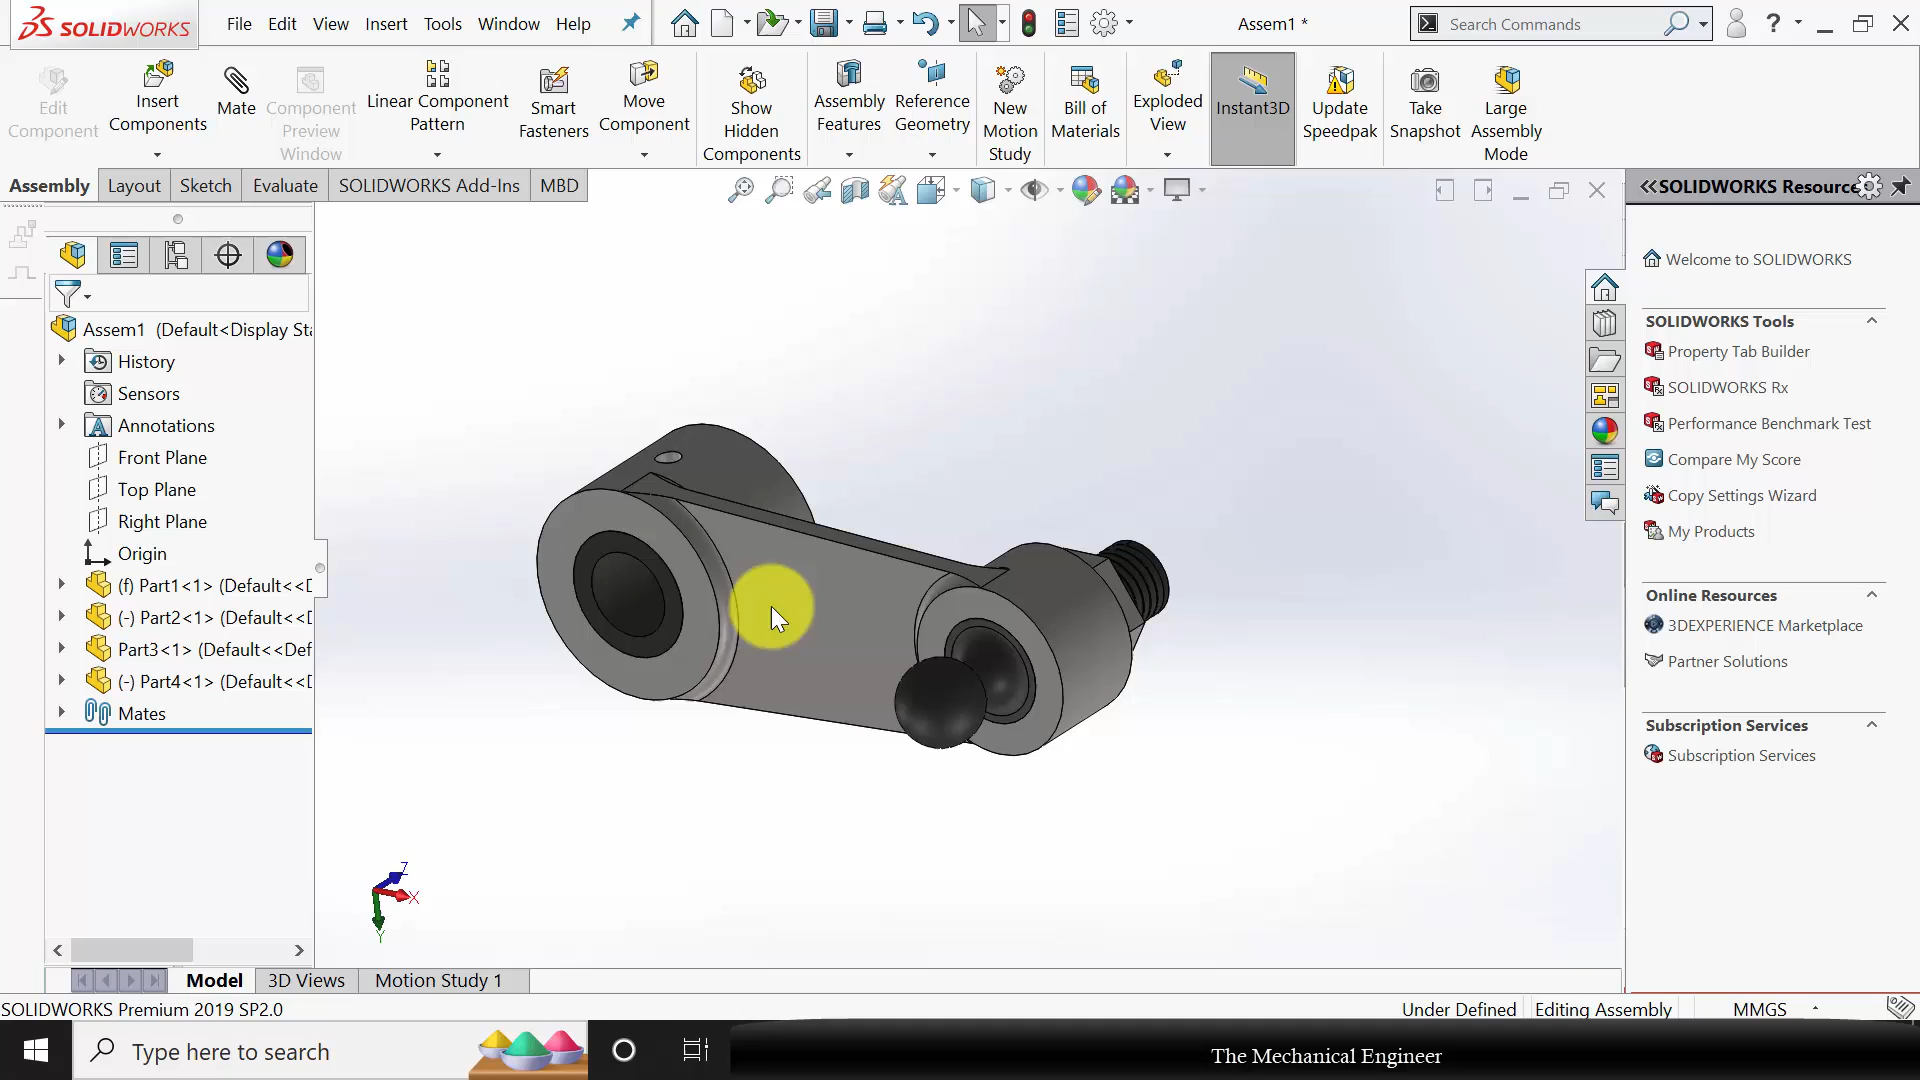 SOLIDWORKS
File Edit View Insert Tools Window Help
Assem1 *
Search Commands
?
Edit Component
Insert Components
Mate
Component Preview Window
Linear Component Pattern
Smart Fasteners
Move Component
Show Hidden Components
Assembly Features
Reference Geometry
New Motion Study
Bill of Materials
Exploded View
Instant3D
Update Speedpak
Take Snapshot
Large Assembly Mode
Assembly Layout Sketch Evaluate SOLIDWORKS Add-Ins MBD
Assem1 (Default<Display Sta
History
Sensors
Annotations
Front Plane
Top Plane
Right Plane
Origin
(f) Part1<1> (Default<<D
(-) Part2<1> (Default<<D
Part3<1> (Default<<Def
(-) Part4<1> (Default<<D
Mates
Z
X
Y
SOLIDWORKS Resource
Welcome to SOLIDWORKS
SOLIDWORKS Tools
Property Tab Builder
SOLIDWORKS Rx
Performance Benchmark Test
Compare My Score
Copy Settings Wizard
My Products
Online Resources
3DEXPERIENCE Marketplace
Partner Solutions
Subscription Services
Subscription Services
Model 3D Views Motion Study 1
SOLIDWORKS Premium 2019 SP2.0
Under Defined Editing Assembly MMGS
Type here to search
The Mechanical Engineer